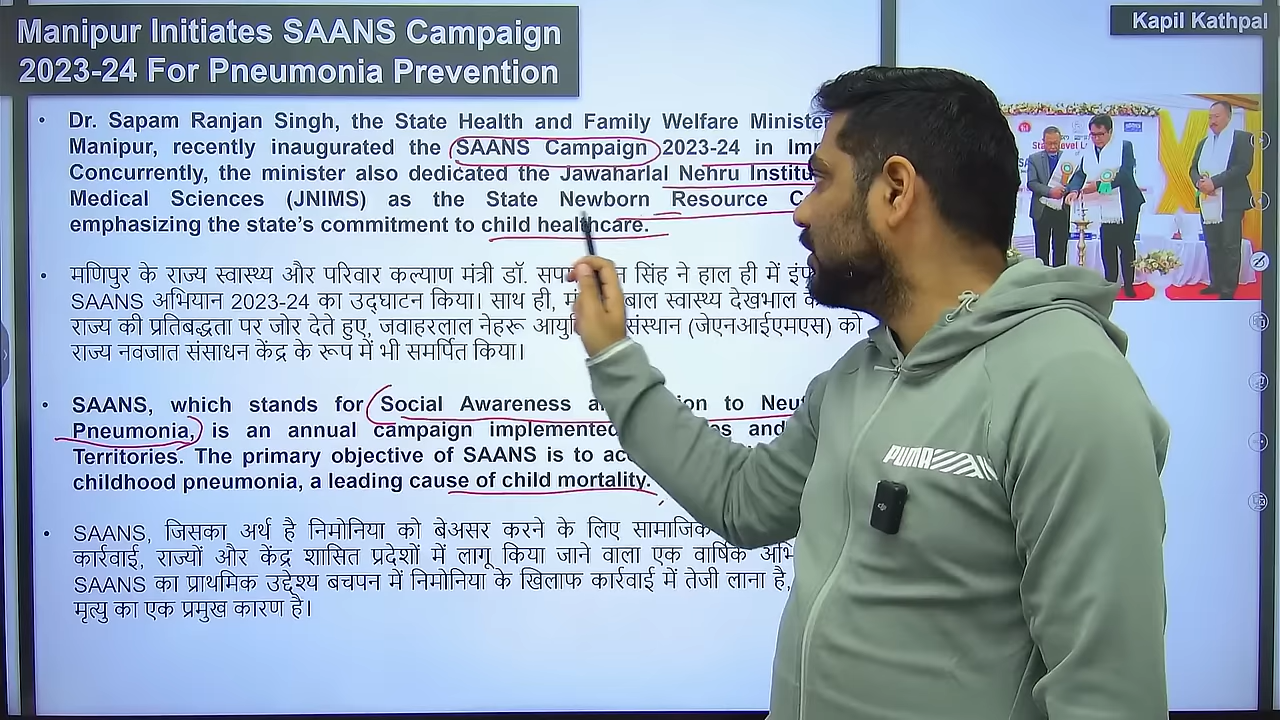 Manipur Initiates SAANS Campaign
2023-24 For Pneumonia Prevention
Kapil Kathpal
• Dr. Sapam Ranjan Singh, the State Health and Family Welfare
Manipur, recently inaugurated the SAANS Campaign 2023-24 in
Concurrently, the minister also dedicated the Jawaharlal Nehru
Medical Sciences (JNIMS) as the State Newborn Resource
emphasizing the state's commitment to child healthcare.
• मणिपुर के राज्य स्वास्थ्य और परिवार कल्याण मंत्री डॉ. सिंह ने हाल ही में
SAANS अभियान 2023-24 का उद्घाटन किया। साथ ही, बाल स्वास्थ्य देखभाल
राज्य की प्रतिबद्धता पर जोर देते हुए, जवाहरलाल नेहरू संस्थान (जेएनआईएमएस) को
राज्य नवजात संसाधन केंद्र के रूप में भी समर्पित किया।
• SAANS, which stands for Social Awareness to
Pneumonia, is an annual campaign implemented
Territories. The primary objective of SAANS is to
childhood pneumonia, a leading cause of child mortality.
• SAANS, जिसका अर्थ है निमोनिया को बेअसर करने के लिए सामाजिक
कार्रवाई, राज्यों और केंद्र शासित प्रदेशों में लागू किया जाने वाला एक वार्षिक
SAANS का प्राथमिक उद्देश्य बचपन में निमोनिया के खिलाफ कार्रवाई में तेजी लाना है,
मृत्यु का एक प्रमुख कारण है।
PUMA